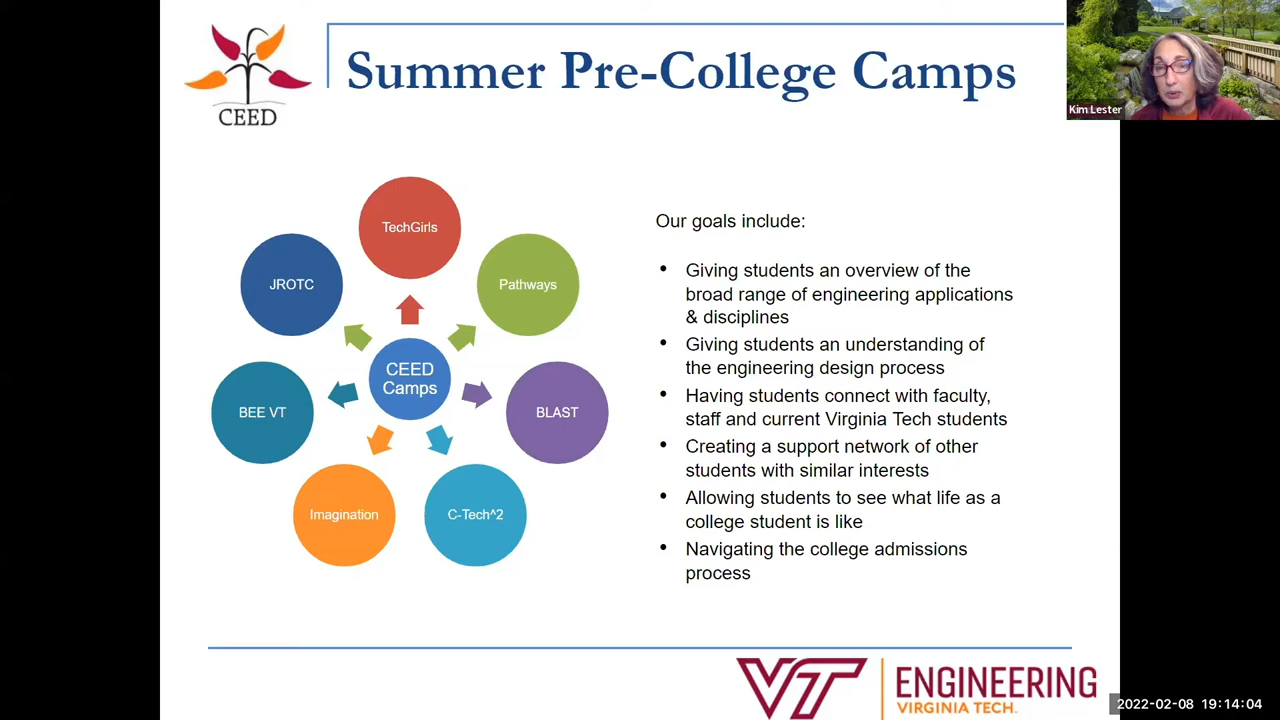 Summer Pre-College Camps
CEED
Kim Lester
TechGirls
JROTC
Pathways
CEED
Camps
BEE VT
BLAST
Imagination
C-Tech^2
Our goals include:
• Giving students an overview of the
broad range of engineering applications
& disciplines
• Giving students an understanding of
the engineering design process
• Having students connect with faculty,
staff and current Virginia Tech students
• Creating a support network of other
students with similar interests
• Allowing students to see what life as a
college student is like
• Navigating the college admissions
process
VT ENGINEERING
VIRGINIA TECH.
2022-02-08 19:14:04